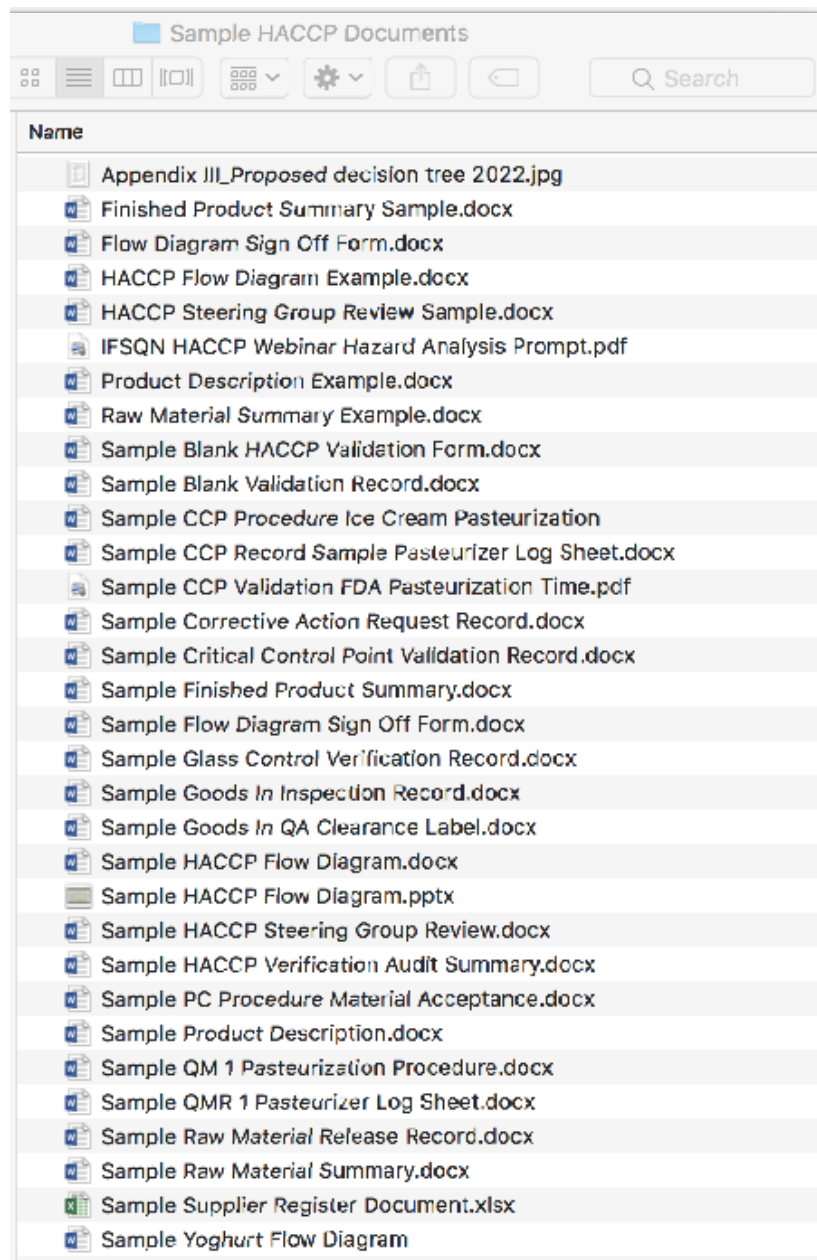 Sample HACCP Documents
Search
Name
Appendix III_Proposed decision tree 2022.jpg
Finished Product Summary Sample.docx
Flow Diagram Sign Off Form.docx
HACCP Flow Diagram Example.docx
HACCP Steering Group Review Sample.docx
IFSQN HACCP Webinar Hazard Analysis Prompt.pdf
Product Description Example.docx
Raw Material Summary Example.docx
Sample Blank HACCP Validation Form.docx
Sample Blank Validation Record.docx
Sample CCP Procedure Ice Cream Pasteurization
Sample CCP Record Sample Pasteurizer Log Sheet.docx
Sample CCP Validation FDA Pasteurization Time.pdf
Sample Corrective Action Request Record.docx
Sample Critical Control Point Validation Record.docx
Sample Finished Product Summary.docx
Sample Flow Diagram Sign Off Form.docx
Sample Glass Control Verification Record.docx
Sample Goods In Inspection Record.docx
Sample Goods In QA Clearance Label.docx
Sample HACCP Flow Diagram.docx
Sample HACCP Flow Diagram.pptx
Sample HACCP Steering Group Review.docx
Sample HACCP Verification Audit Summary.docx
Sample PC Procedure Material Acceptance.docx
Sample Product Description.docx
Sample QM 1 Pasteurization Procedure.docx
Sample QMR 1 Pasteurizer Log Sheet.docx
Sample Raw Material Release Record.docx
Sample Raw Material Summary.docx
Sample Supplier Register Document.xlsx
Sample Yoghurt Flow Diagram